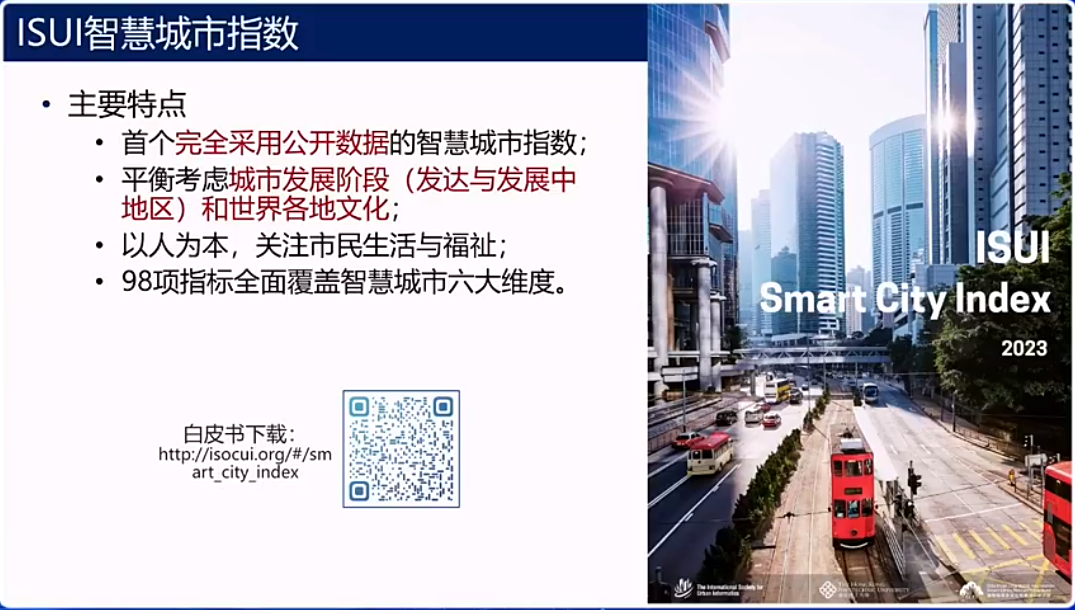 ISUI智慧城市指数
• 主要特点
• 首个完全采用公开数据的智慧城市指数；
• 平衡考虑城市发展阶段（发达与发展中
地区）和世界各地文化；
• 以人为本，关注市民生活与福祉；
• 98项指标全面覆盖智慧城市六大维度。
白皮书下载：
http://isocui.org/#/sm
art_city_index
ISUI
Smart City Index
2023
The International Society for
Urban Informatics
The Hong Kong
Polytechnic University